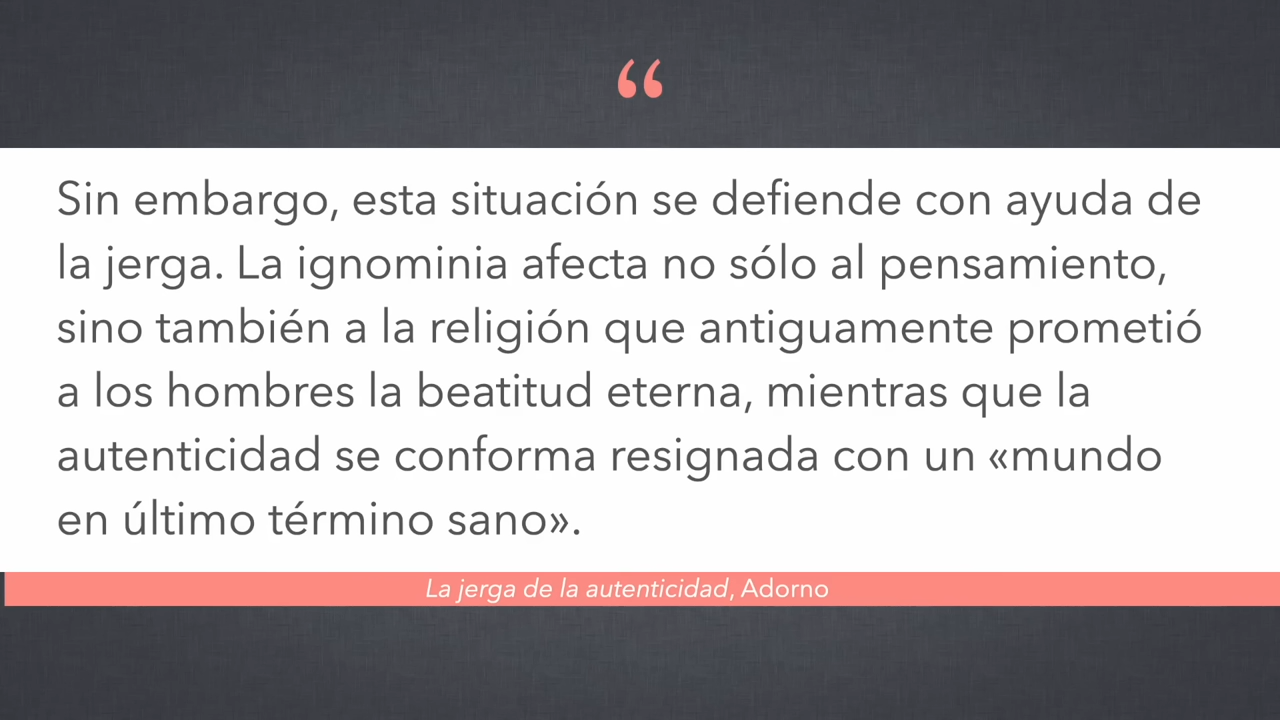 “
Sin embargo, esta situación se defiende con ayuda de
la jerga. La ignominia afecta no sólo al pensamiento,
sino también a la religión que antiguamente prometió
a los hombres la beatitud eterna, mientras que la
autenticidad se conforma resignada con un «mundo
en último término sano».
La jerga de la autenticidad, Adorno